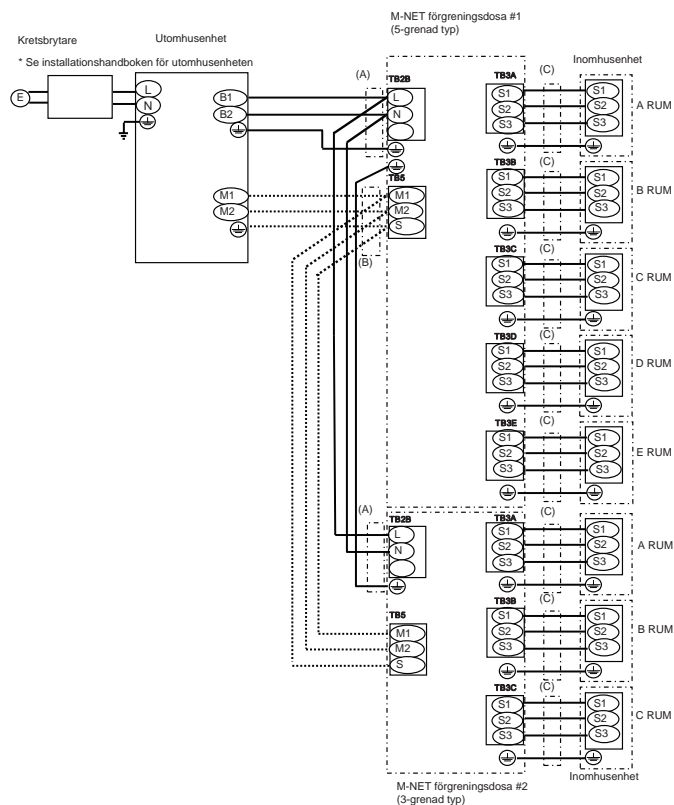 M-NET förgreningsdosa #1
(5-grenad typ)
Kretsbrytare
Utomhusenhet
* Se installationshandboken för utomhusenheten
Inomhusenhet
E
L
N
B1
B2
M1
M2
(A)
(B)
TB2B
L
N
TB5
M1
M2
S
TB3A
S1
S2
S3
(C)
S1
S2
S3
A RUM
TB3B
S1
S2
S3
(C)
S1
S2
S3
B RUM
TB3C
S1
S2
S3
(C)
S1
S2
S3
C RUM
TB3D
S1
S2
S3
(C)
S1
S2
S3
D RUM
TB3E
S1
S2
S3
(C)
S1
S2
S3
E RUM
(A)
TB2B
L
N
TB5
M1
M2
S
TB3A
S1
S2
S3
(C)
S1
S2
S3
A RUM
TB3B
S1
S2
S3
(C)
S1
S2
S3
B RUM
TB3C
S1
S2
S3
(C)
S1
S2
S3
C RUM
Inomhusenhet
M-NET förgreningsdosa #2
(3-grenad typ)